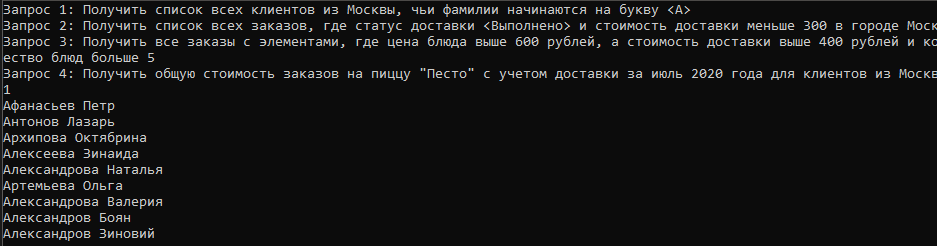 Запрос 1: Получить список всех клиентов из Москвы, чьи фамилии начинаются на букву <А>
Запрос 2: Получить список всех заказов, где статус доставки <Выполнено> и стоимость доставки меньше 300 в городе Моск
Запрос 3: Получить все заказы с элементами, где цена блюда выше 600 рублей, а стоимость доставки выше 400 рублей и ко
ество блюд больше 5
Запрос 4: Получить общую стоимость заказов на пиццу "Песто" с учетом доставки за июль 2020 года для клиентов из Москв
1
Афанасьев Петр
Антонов Лазарь
Архипова Октябрина
Алексеева Зинаида
Александрова Наталья
Артемьева Ольга
Александрова Валерия
Александров Боян
Александров Зиновий